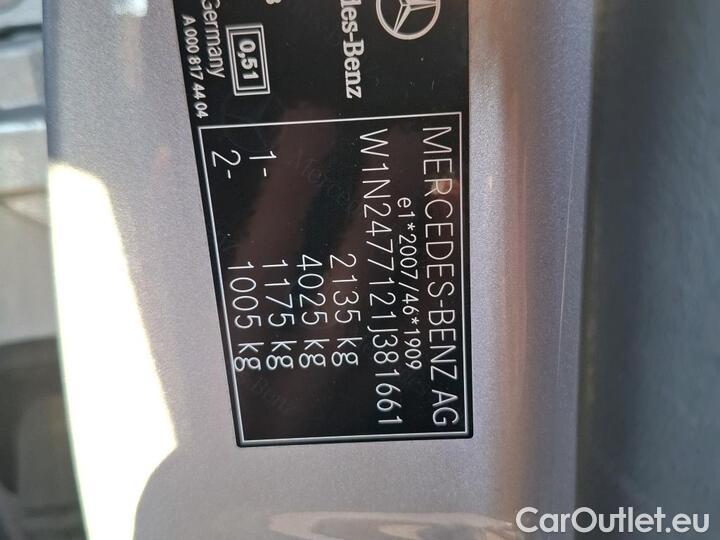 des-Benz
0,51
Germany
A 000 817 44 04
MERCEDES-BENZ AG
e1*2007/46*1909
W1N2477121J381661
2135 kg
4025 kg
1- 1175 kg
2- 1005 kg
CarOutlet.eu